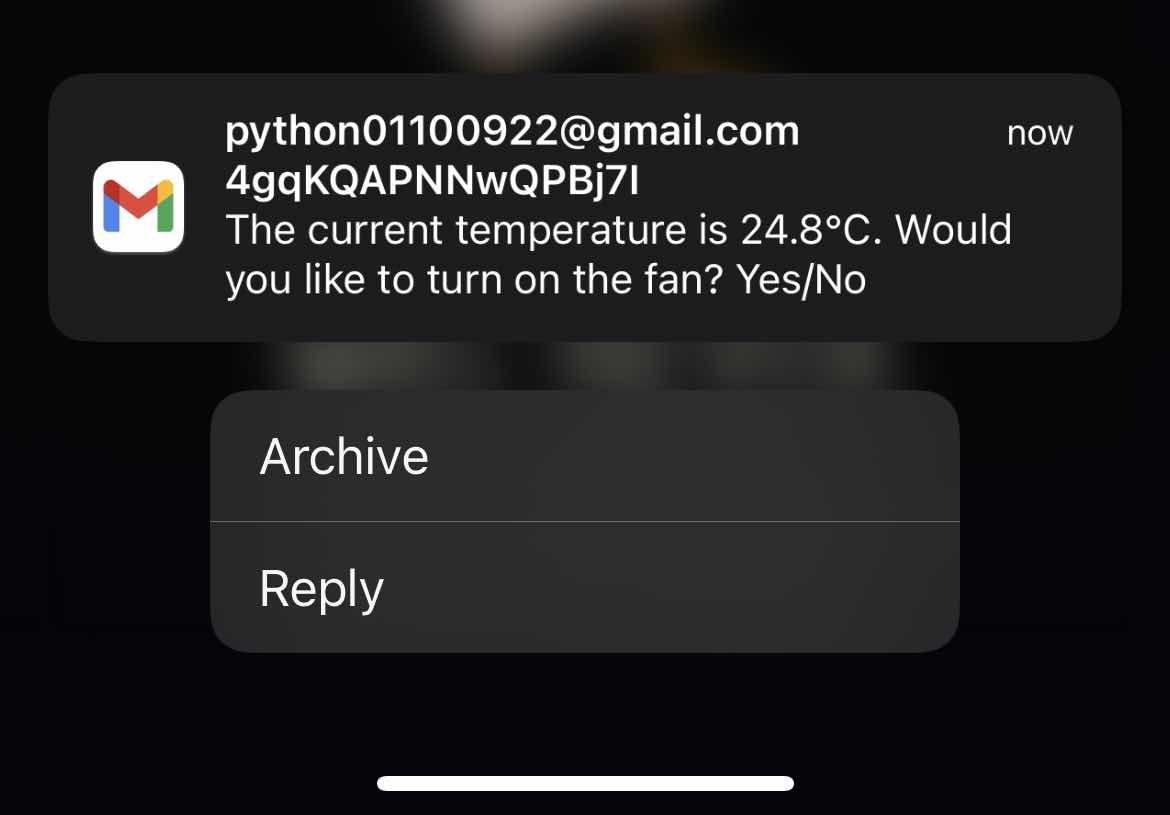 python01100922@gmail.com
now
4gqKQAPNNwQPBj7I
The current temperature is 24.8°C. Would
you like to turn on the fan? Yes/No
Archive
Reply